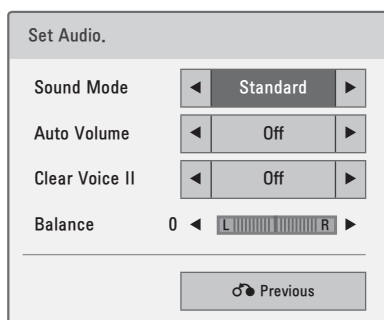 Set Audio.
Sound Mode ◀ Standard ▶
Auto Volume ◀ Off ▶
Clear Voice II ◀ Off ▶
Balance 0 ◀ L R ▶
Previous